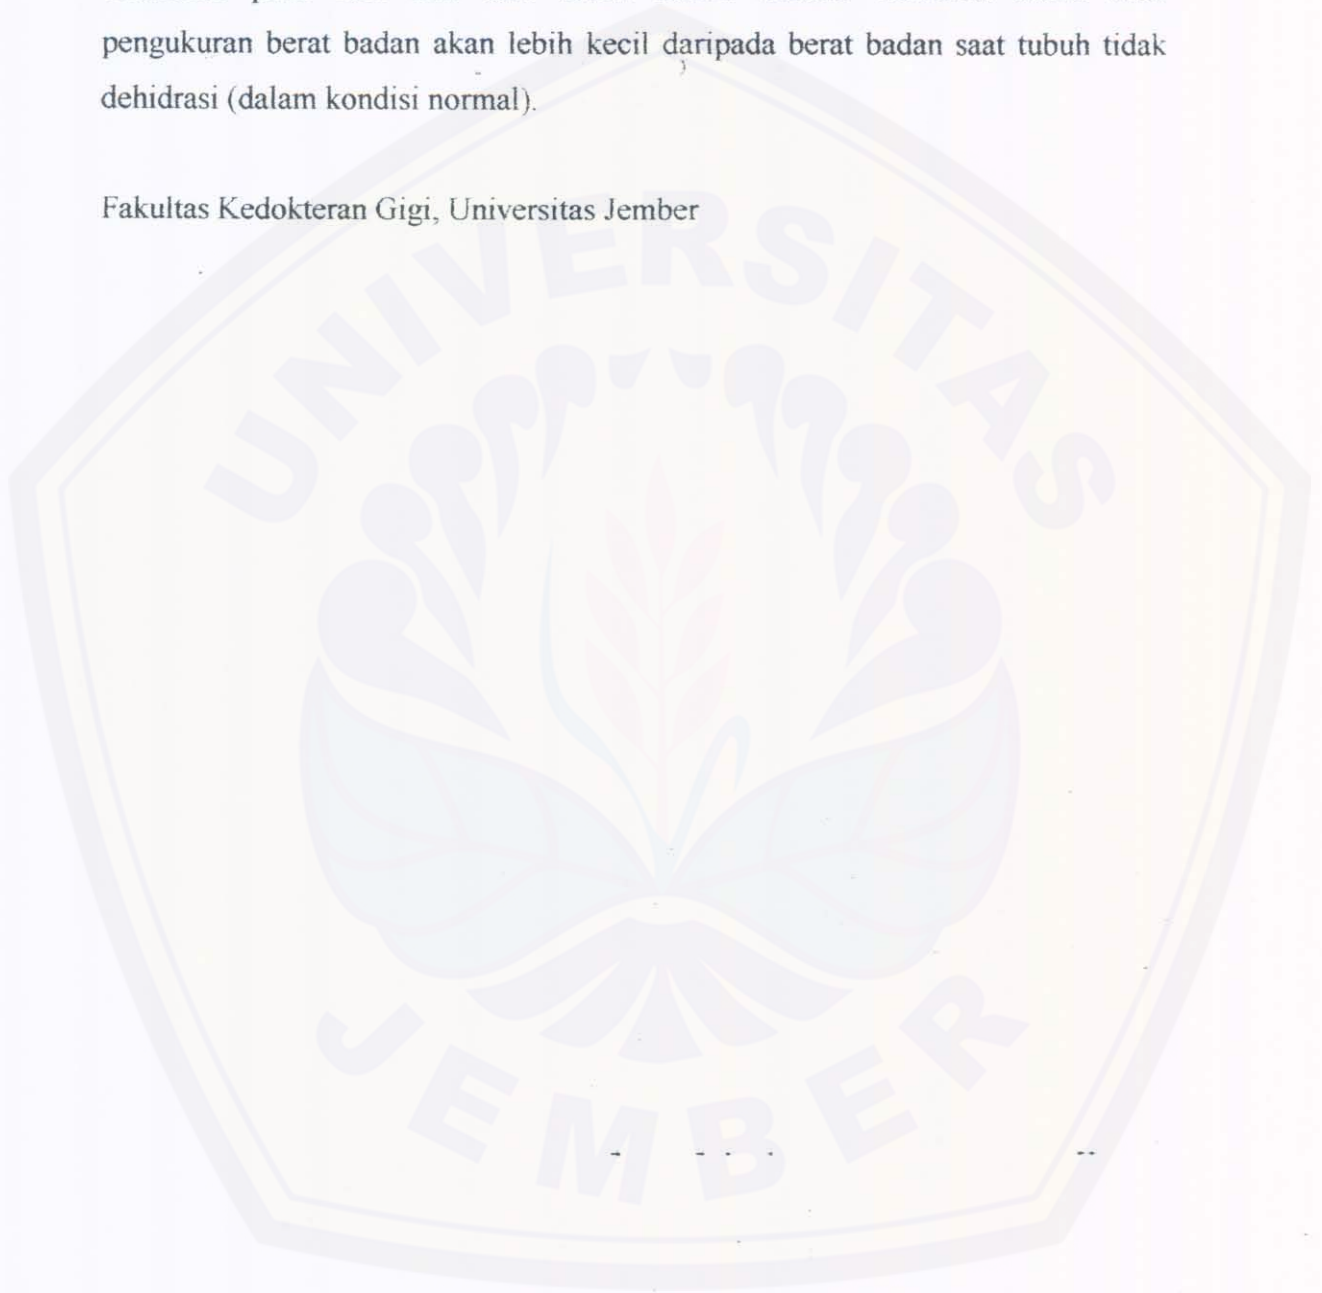 pengukuran berat badan akan lebih kecil daripada berat badan saat tubuh tidak
dehidrasi (dalam kondisi normal).
Fakultas Kedokteran Gigi, Universitas Jember
UNIVERSITAS
JEMBER